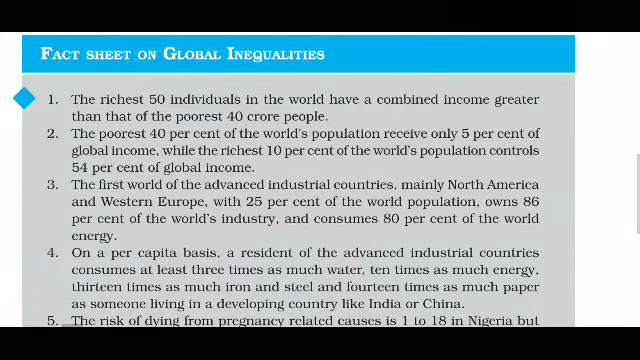 FACT SHEET ON GLOBAL INEQUALITIES
1. The richest 50 individuals in the world have a combined income greater
than that of the poorest 40 crore people.
2. The poorest 40 per cent of the world's population receive only 5 per cent of
global income, while the richest 10 per cent of the world's population controls
54 per cent of global income.
3. The first world of the advanced industrial countries, mainly North America
and Western Europe, with 25 per cent of the world population, owns 86
per cent of the world's industry, and consumes 80 per cent of the world
energy.
4. On a per capita basis, a resident of the advanced industrial countries
consumes at least three times as much water, ten times as much energy,
thirteen times as much iron and steel and fourteen times as much paper
as someone living in a developing country like India or China.
5. The risk of dying from pregnancy related causes is 1 to 18 in Nigeria but